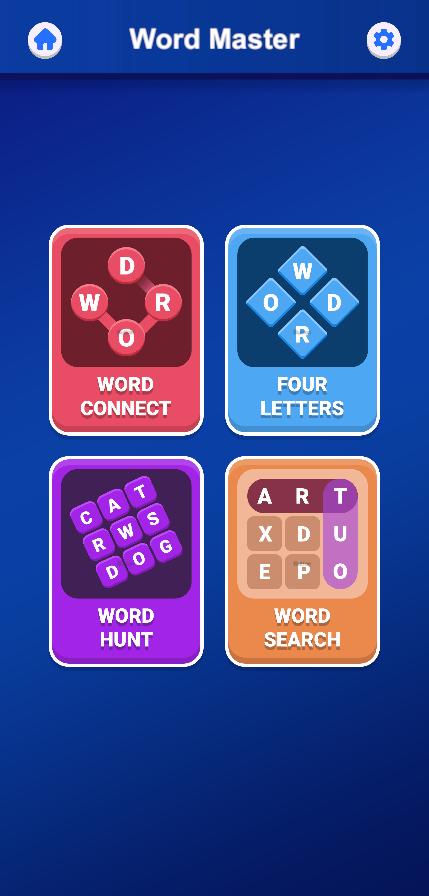 Word Master
D
W R
O
WORD
CONNECT
W
O D
R
FOUR
LETTERS
C A T
R W S
D O G
WORD
HUNT
A R T
X D U
E P O
WORD
SEARCH